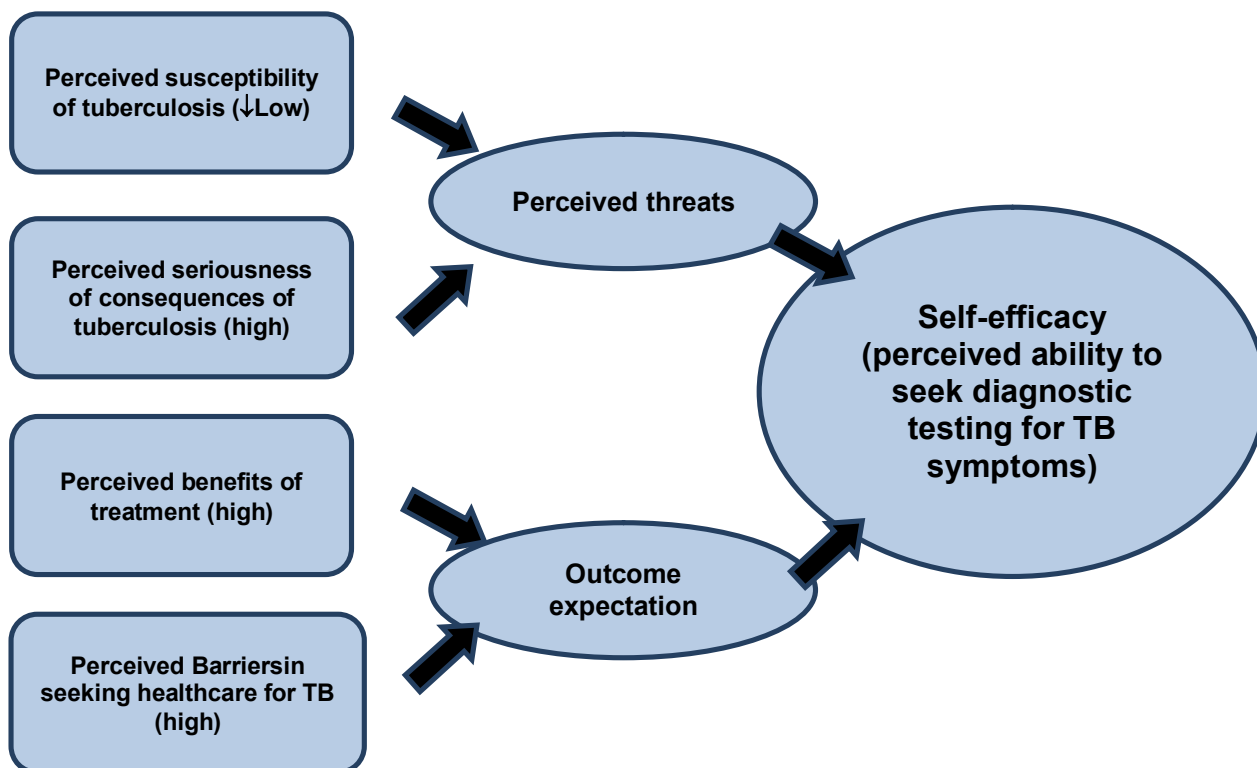 Perceived susceptibility
of tuberculosis (↓Low)
Perceived seriousness
of consequences of
tuberculosis (high)
Perceived benefits of
treatment (high)
Perceived Barriersin
seeking healthcare for TB
(high)
Perceived threats
Outcome
expectation
Self-efficacy
(perceived ability to
seek diagnostic
testing for TB
symptoms)